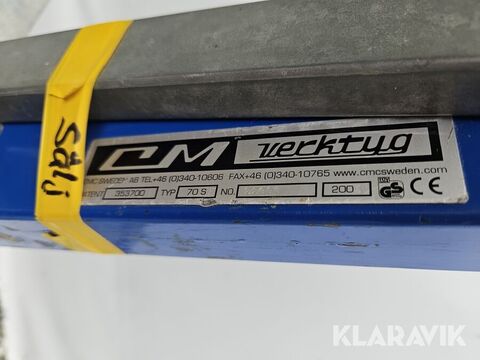 Sälj
CM Verktyg
CMC SWEDEN AB TEL+46 (0)340-10606 FAX+46 (0)340-10765 www.cmcsweden.com
PATENT 353700 TYP 70 S NO. 200 GS CE
KLARAVIK